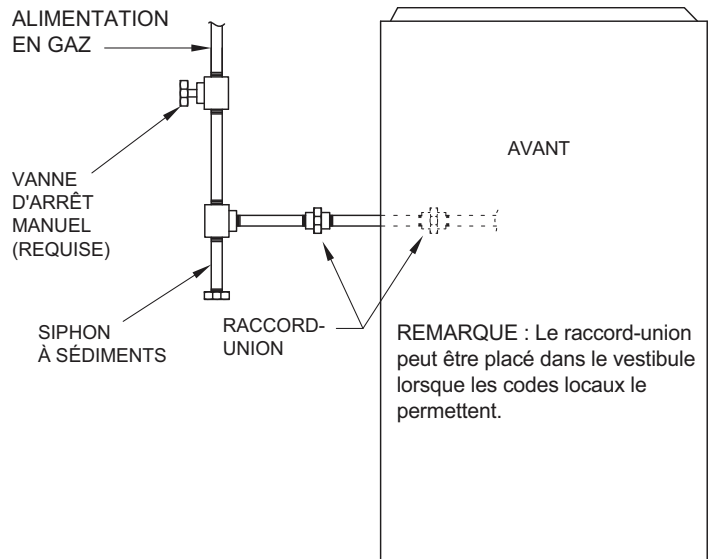 ALIMENTATION
EN GAZ
AVANT
VANNE
D'ARRÊT
MANUEL
(REQUISE)
SIPHON
À SÉDIMENTS
RACCORD-
UNION
REMARQUE : Le raccord-union
peut être placé dans le vestibule
lorsque les codes locaux le
permettent.